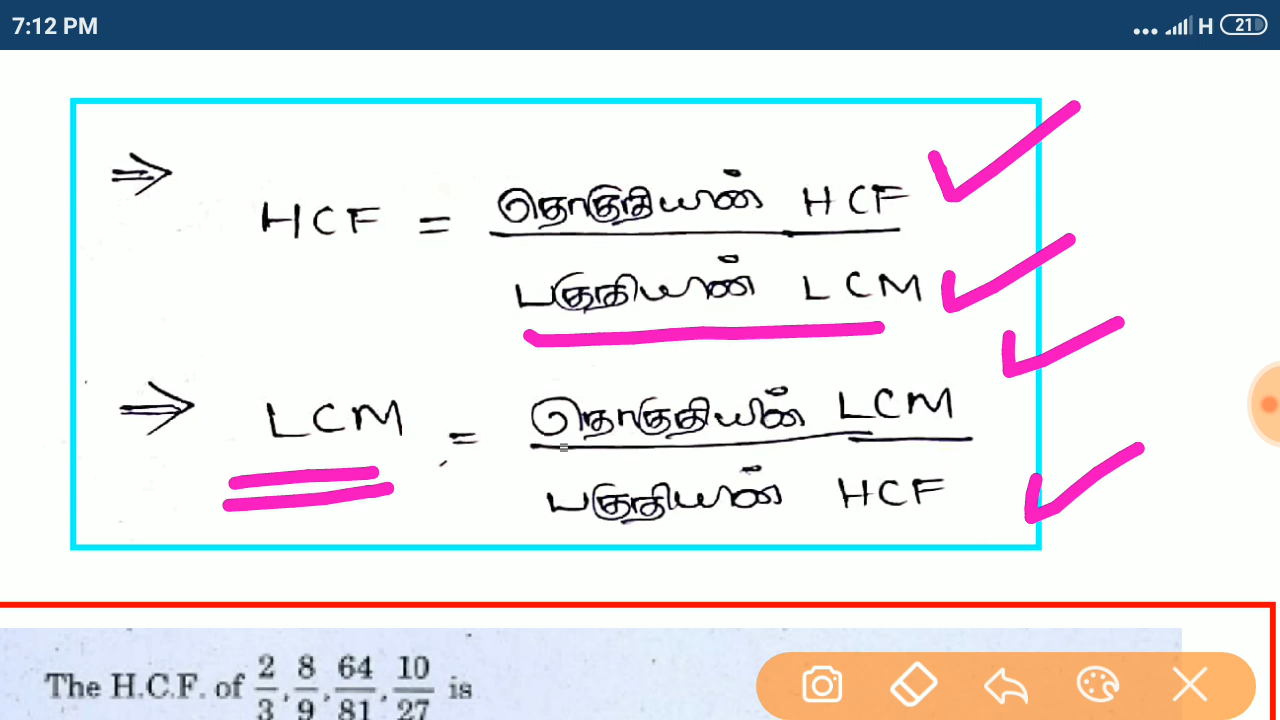 7:12 PM
H 21
⇒ HCF = தொகுதியின் HCF
பகுதியின் LCM
⇒ LCM = தொகுதியின் LCM
பகுதியின் HCF
The H.C.F. of 2/3, 8/9, 64/81, 10/27 is